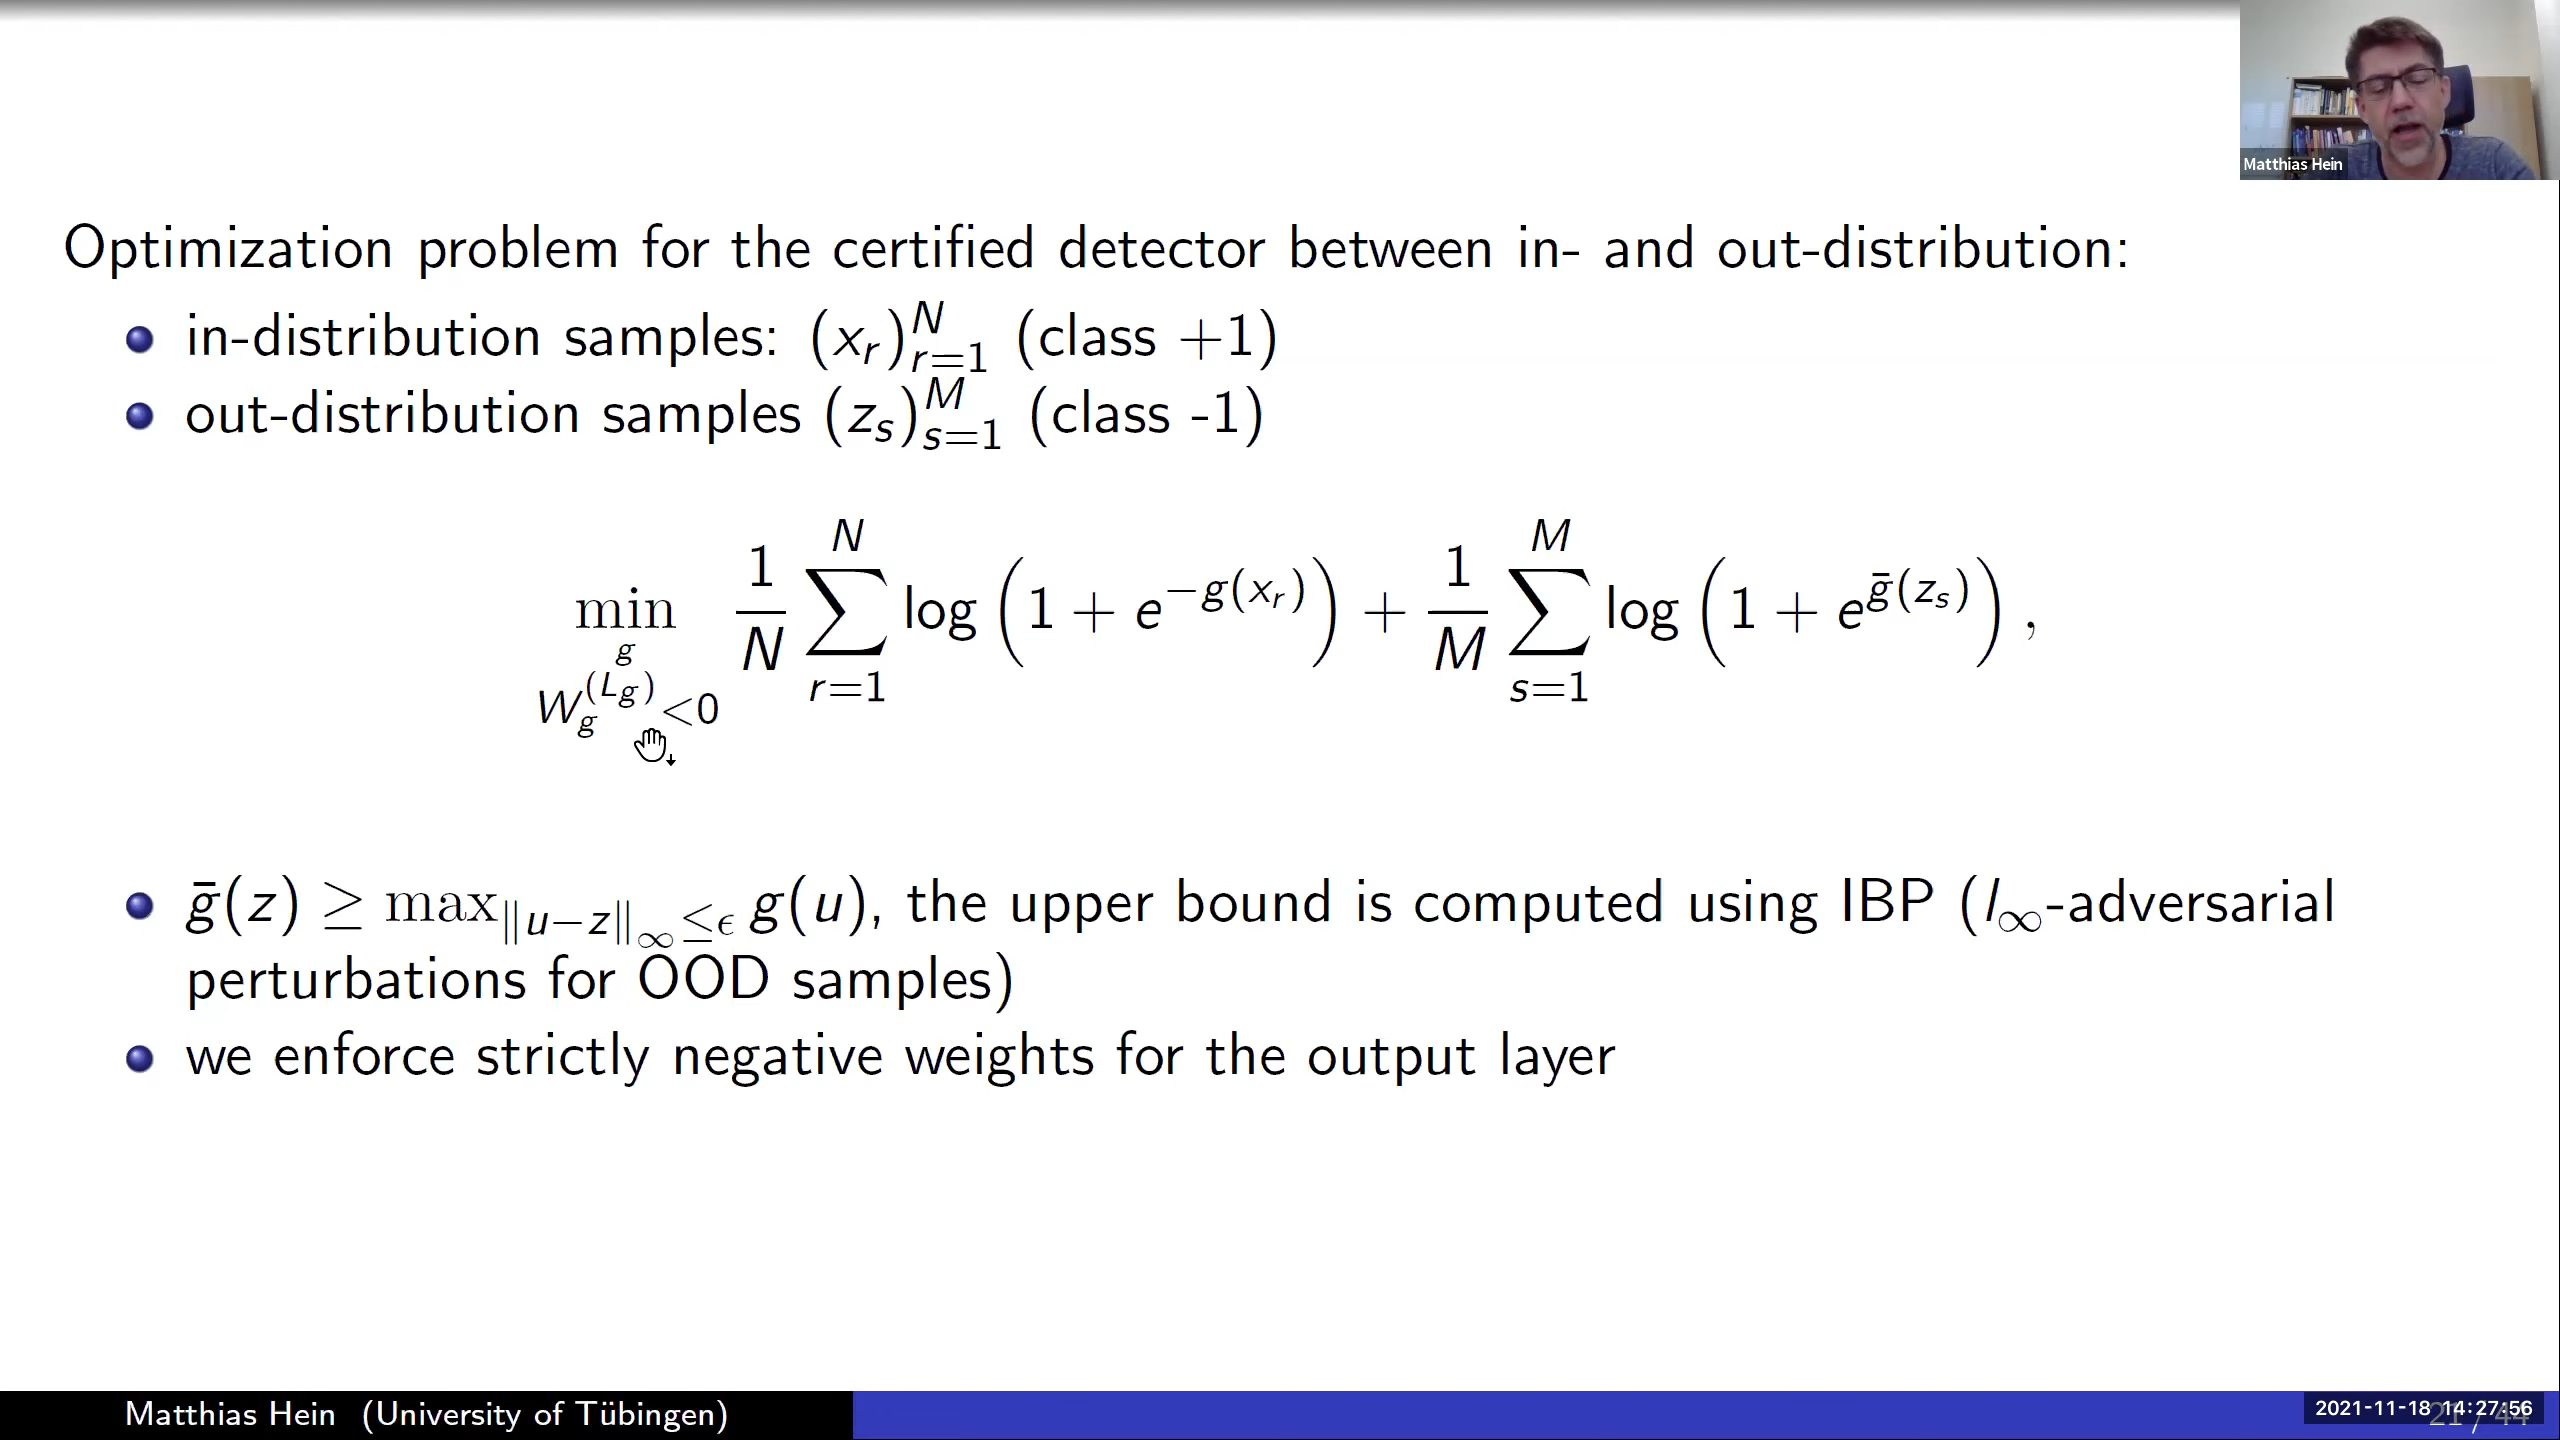 Matthias Hein
Optimization problem for the certified detector between in- and out-distribution:
in-distribution samples: (x_r)_{r=1}^N (class +1)
out-distribution samples (z_s)_{s=1}^M (class -1)
min_{g, W_g^{(L_g)}<0} 1/N ∑_{r=1}^N log(1 + e^{-g(x_r)}) + 1/M ∑_{s=1}^M log(1 + e^{ḡ(z_s)}),
ḡ(z) ≥ max_{‖u−z‖_∞≤ϵ} g(u), the upper bound is computed using IBP (l_∞-adversarial
perturbations for OOD samples)
we enforce strictly negative weights for the output layer
Matthias Hein (University of Tübingen)
2021-11-18 14:27:56
21 / 44